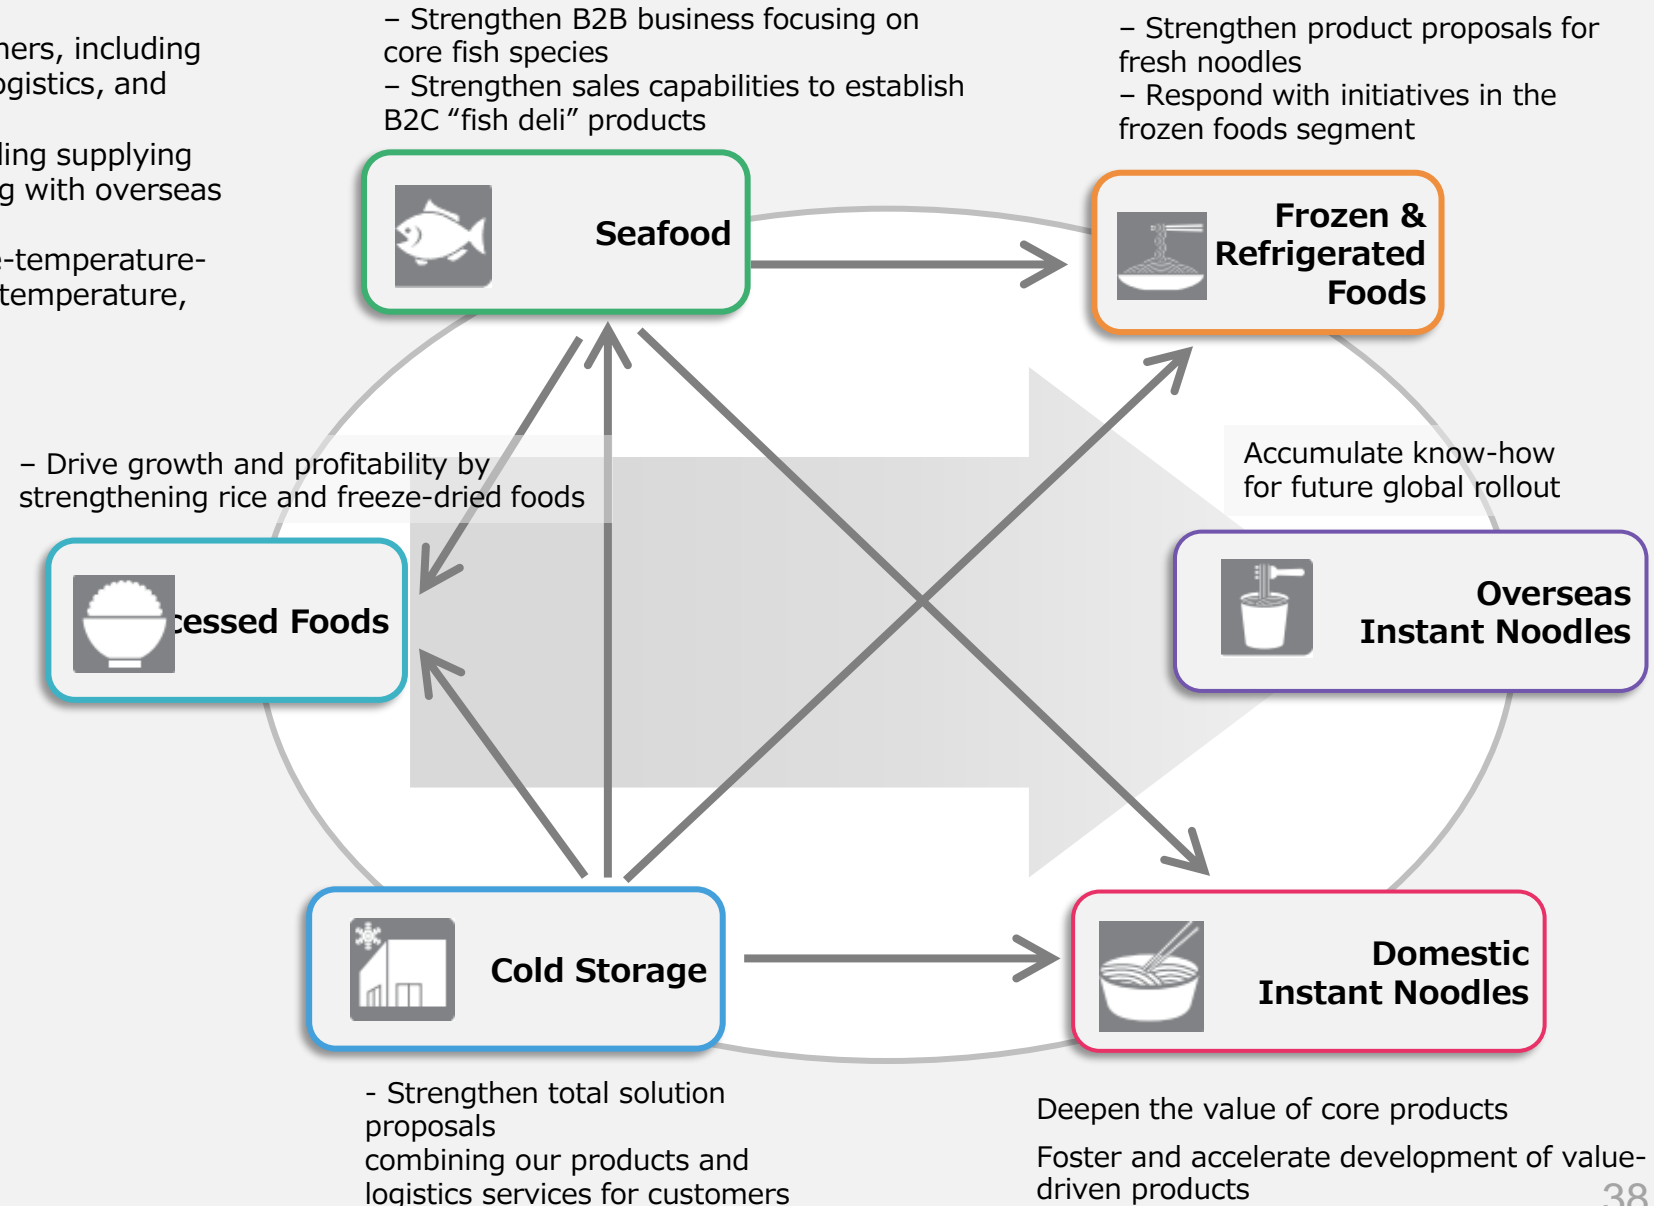 ners, including
ogistics, and
ding supplying
g with overseas
e-temperature-
temperature,
– Strengthen B2B business focusing on
core fish species
– Strengthen sales capabilities to establish
B2C “fish deli” products
– Strengthen product proposals for
fresh noodles
– Respond with initiatives in the
frozen foods segment
Seafood
Frozen &
Refrigerated
Foods
– Drive growth and profitability by
strengthening rice and freeze-dried foods
Accumulate know-how
for future global rollout
cessed Foods
Overseas
Instant Noodles
Cold Storage
Domestic
Instant Noodles
- Strengthen total solution
proposals
combining our products and
logistics services for customers
Deepen the value of core products
Foster and accelerate development of value-
driven products
38